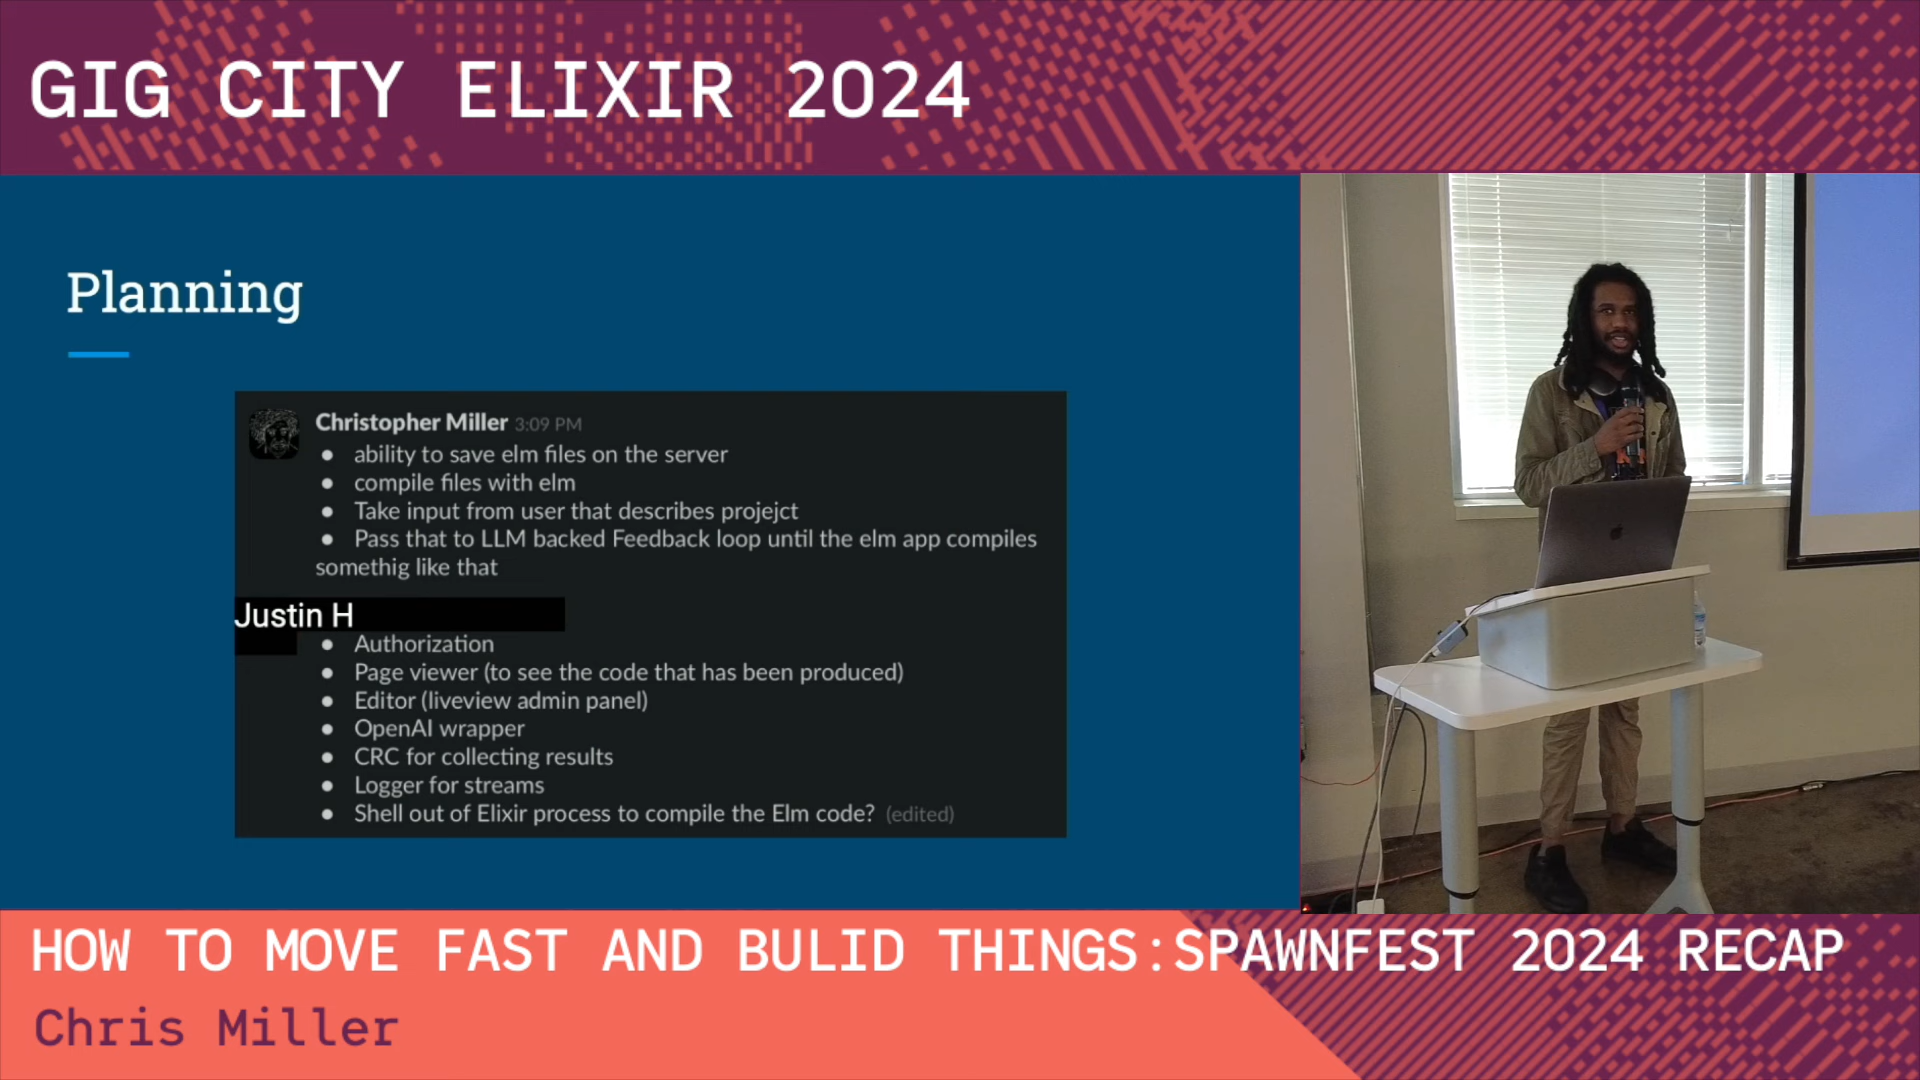 GIG CITY ELIXIR 2024
Planning
Christopher Miller 3:09 PM
● ability to save elm files on the server
● compile files with elm
● Take input from user that describes projejct
● Pass that to LLM backed Feedback loop until the elm app compiles
somethig like that
Justin H
● Authorization
● Page viewer (to see the code that has been produced)
● Editor (liveview admin panel)
● OpenAI wrapper
● CRC for collecting results
● Logger for streams
● Shell out of Elixir process to compile the Elm code? (edited)
HOW TO MOVE FAST AND BULID THINGS:SPAWNFEST 2024 RECAP
Chris Miller